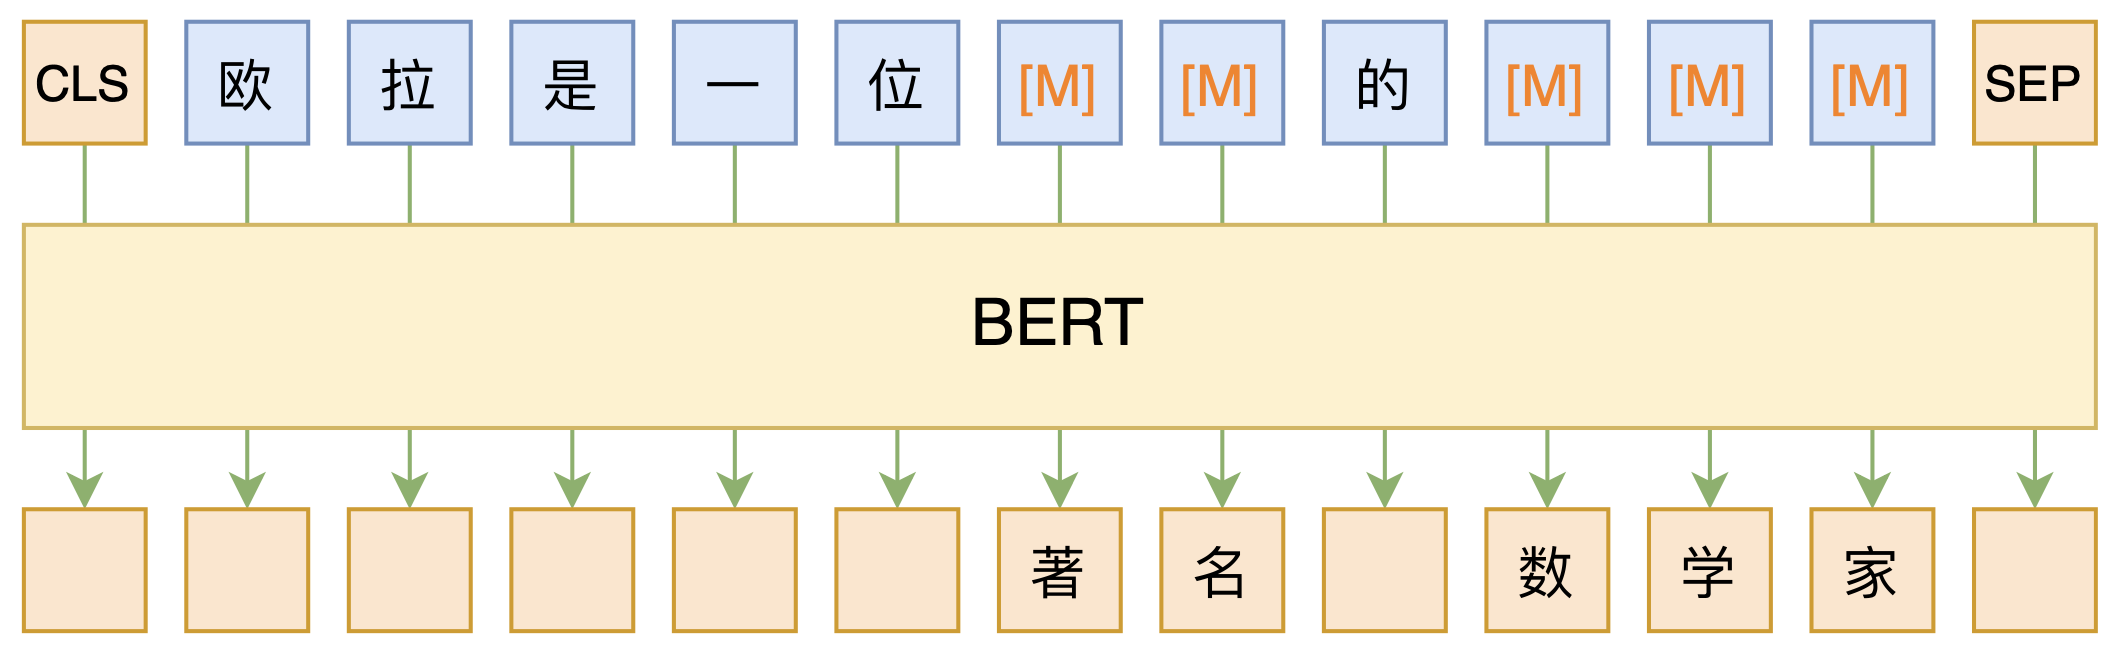 CLS 欧 拉 是 一 位 [M] [M] 的 [M] [M] [M] SEP
BERT
著 名 数 学 家